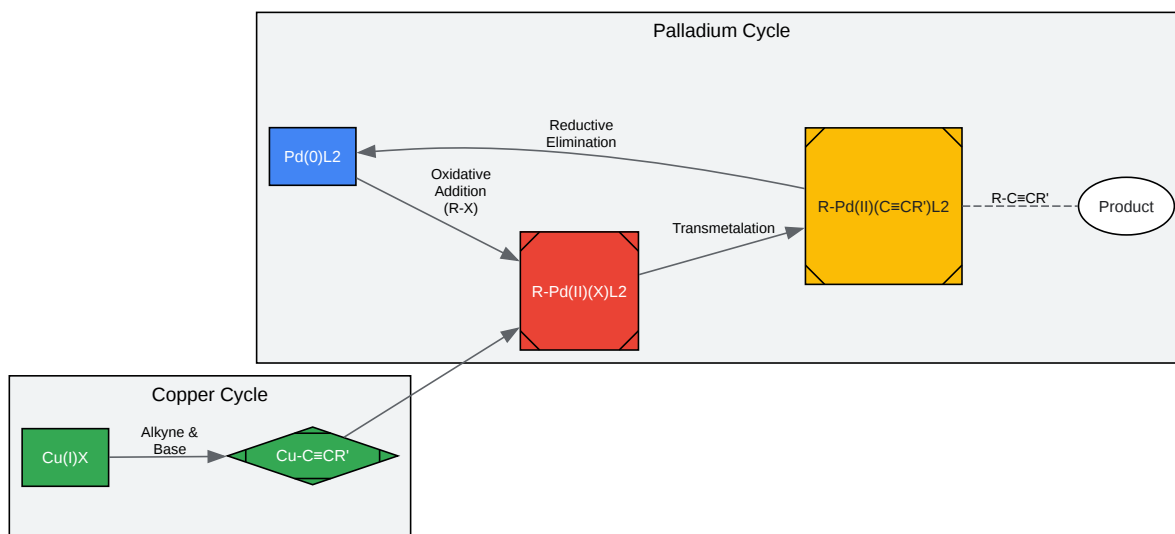 Palladium Cycle
Pd(0)L2
Reductive
Elimination
Oxidative
Addition
(R-X)
R-Pd(II)(X)L2
Transmetalation
R-Pd(II)(C≡CR')L2
R-C≡CR'
Product
Copper Cycle
Cu(I)X
Alkyne &
Base
Cu-C≡CR'